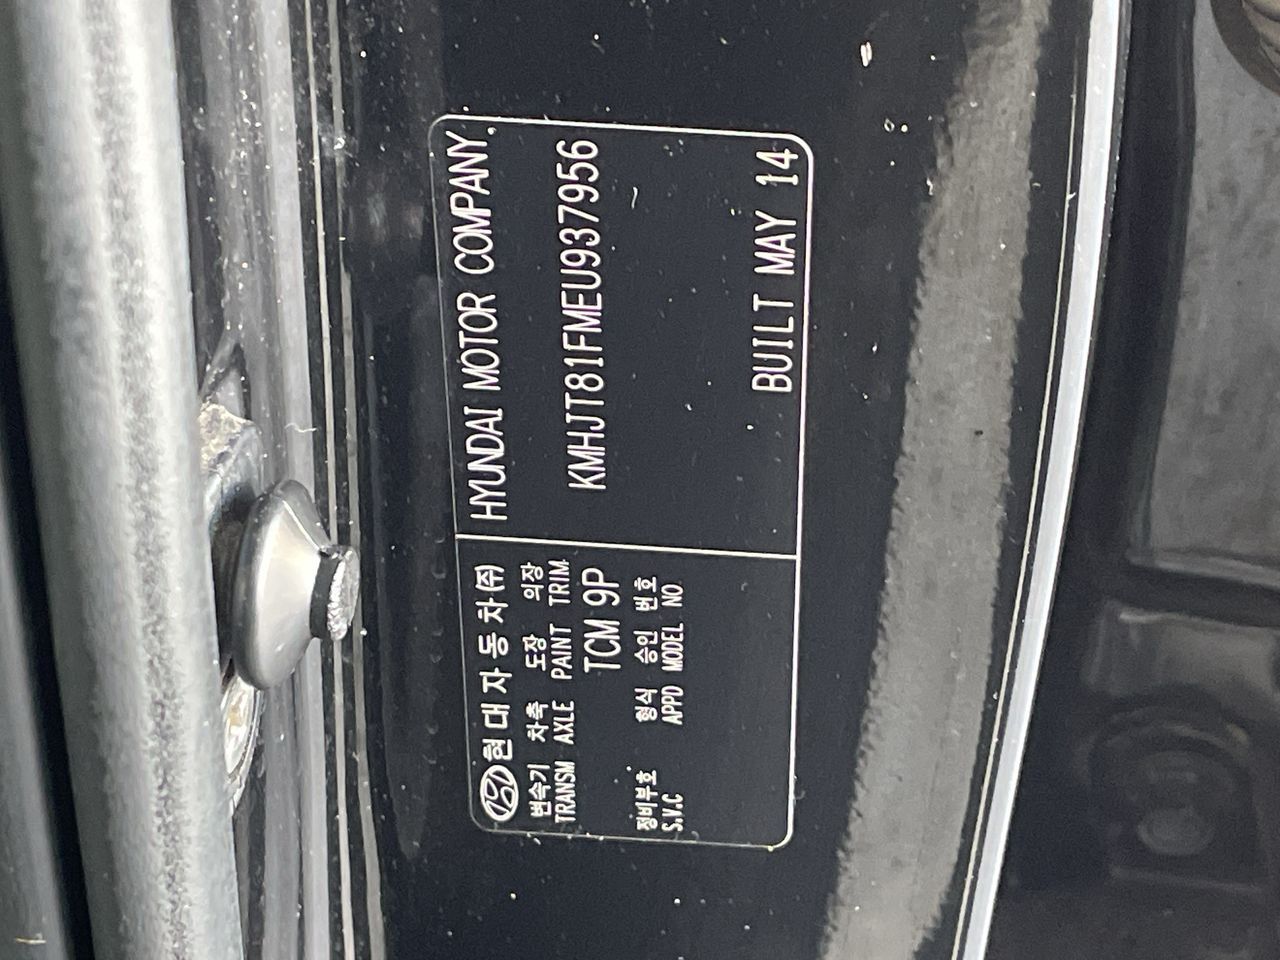 현대자동차(주)
변속기 차축 도장 의장
TRANSM AXLE PAINT TRIM
TCM 9P
정비부호 형식 승인 번호
S.V.C APPD MODEL NO
HYUNDAI MOTOR COMPANY,
KMHJT81FMEU937956
BUILT MAY 14